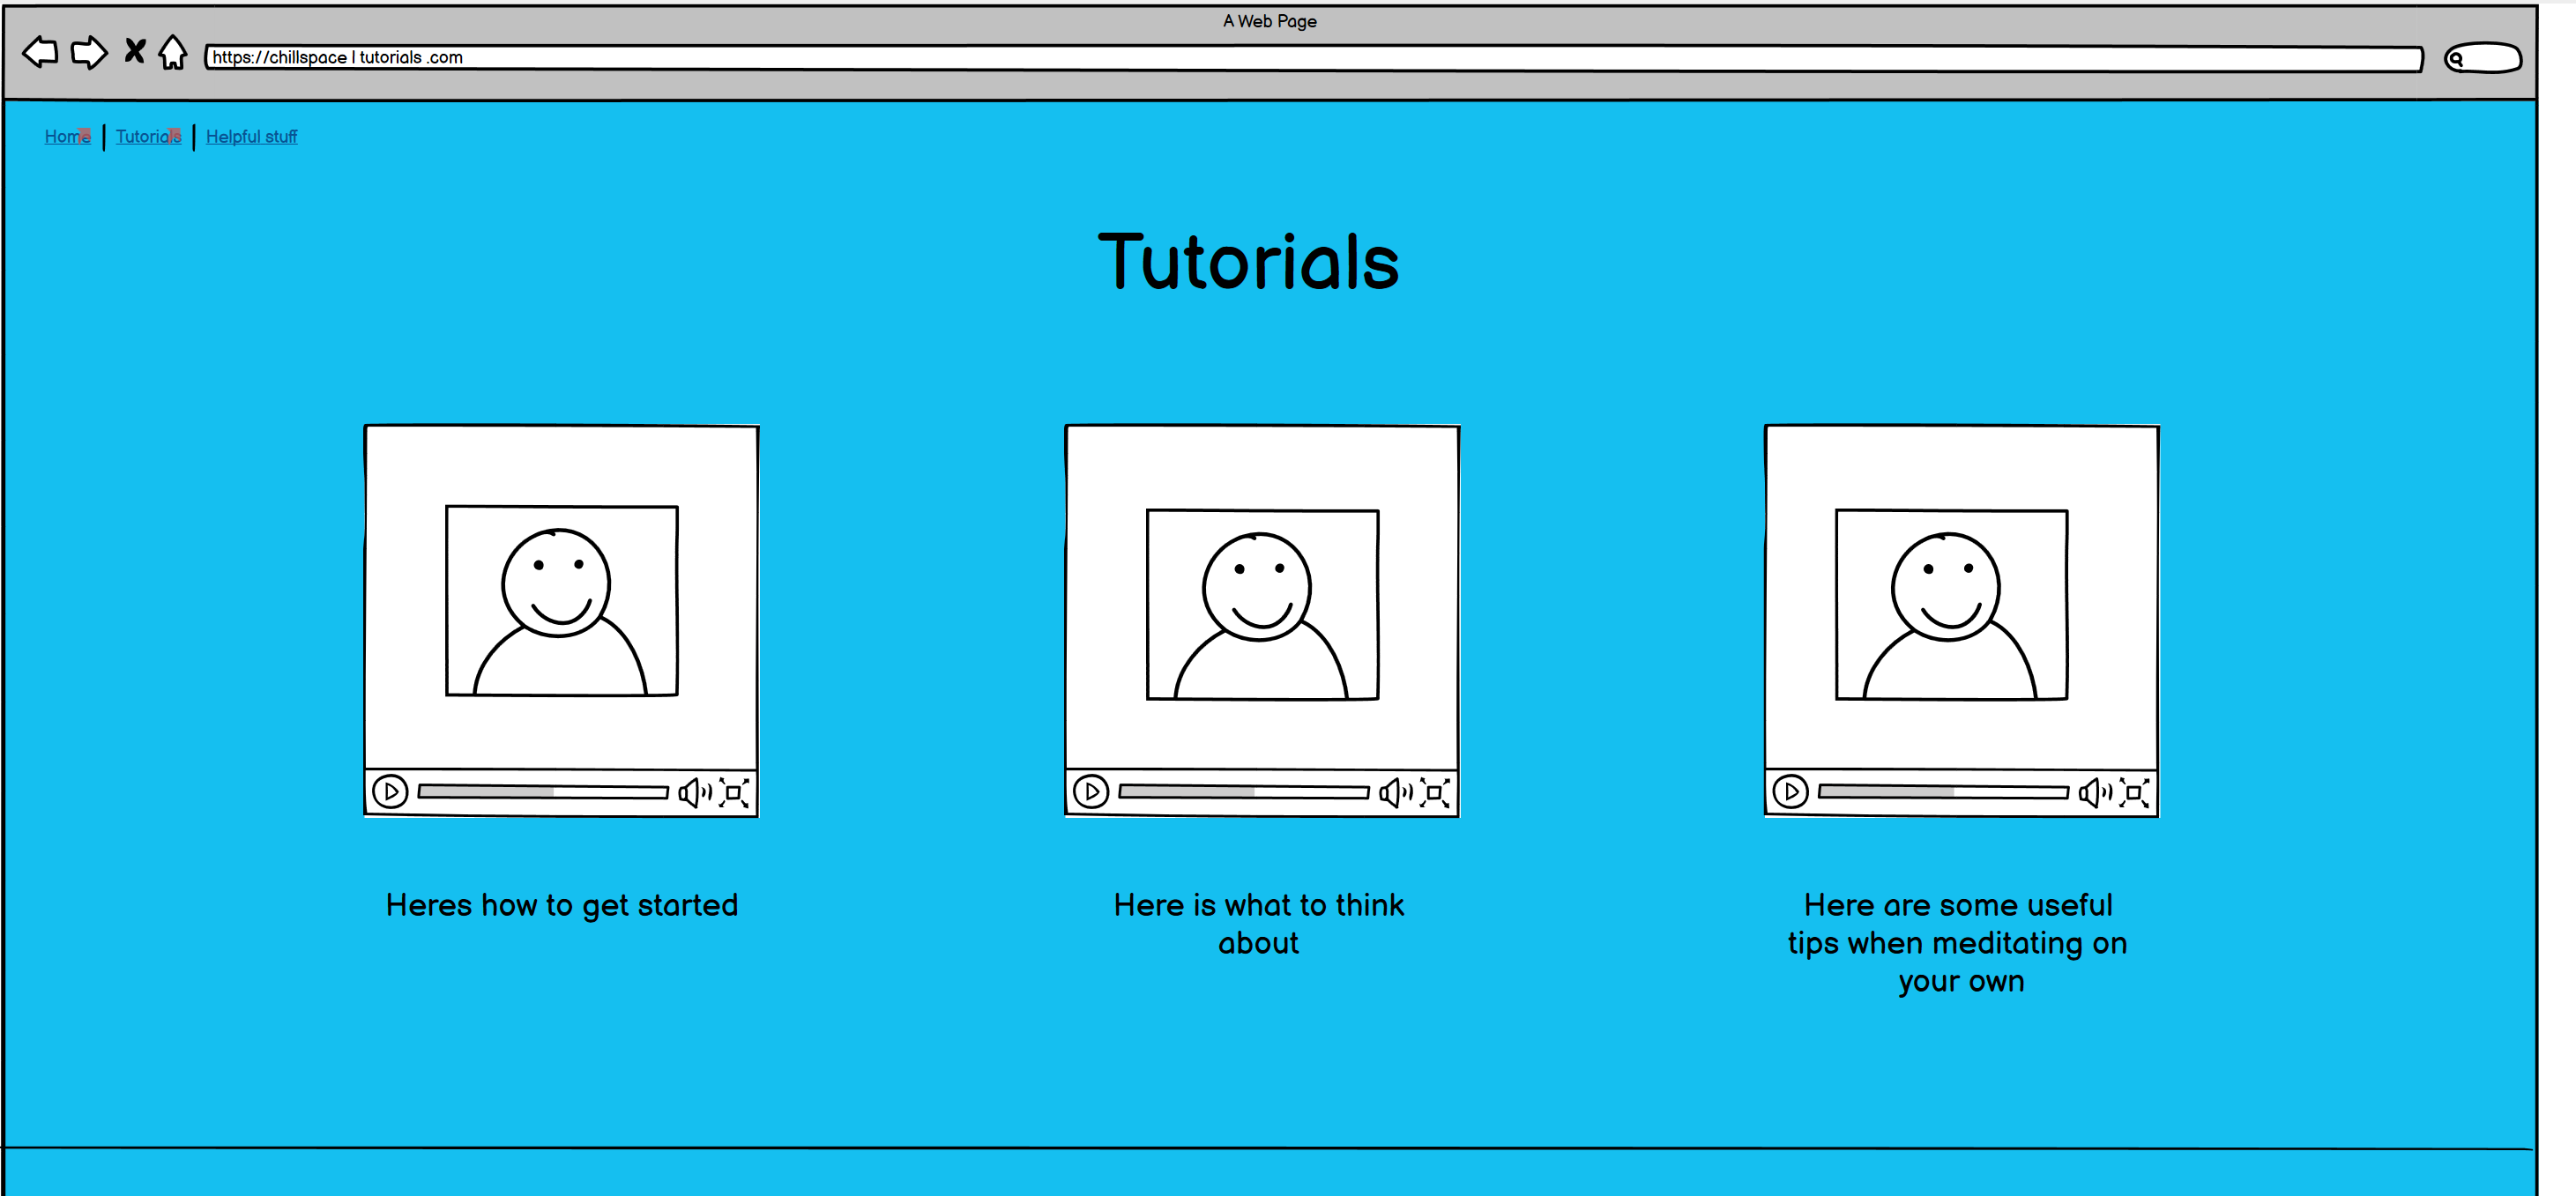 A Web Page
https://chillspace | tutorials .com
Home | Tutorials | Helpful stuff
Tutorials
Heres how to get started
Here is what to think
about
Here are some useful
tips when meditating on
your own